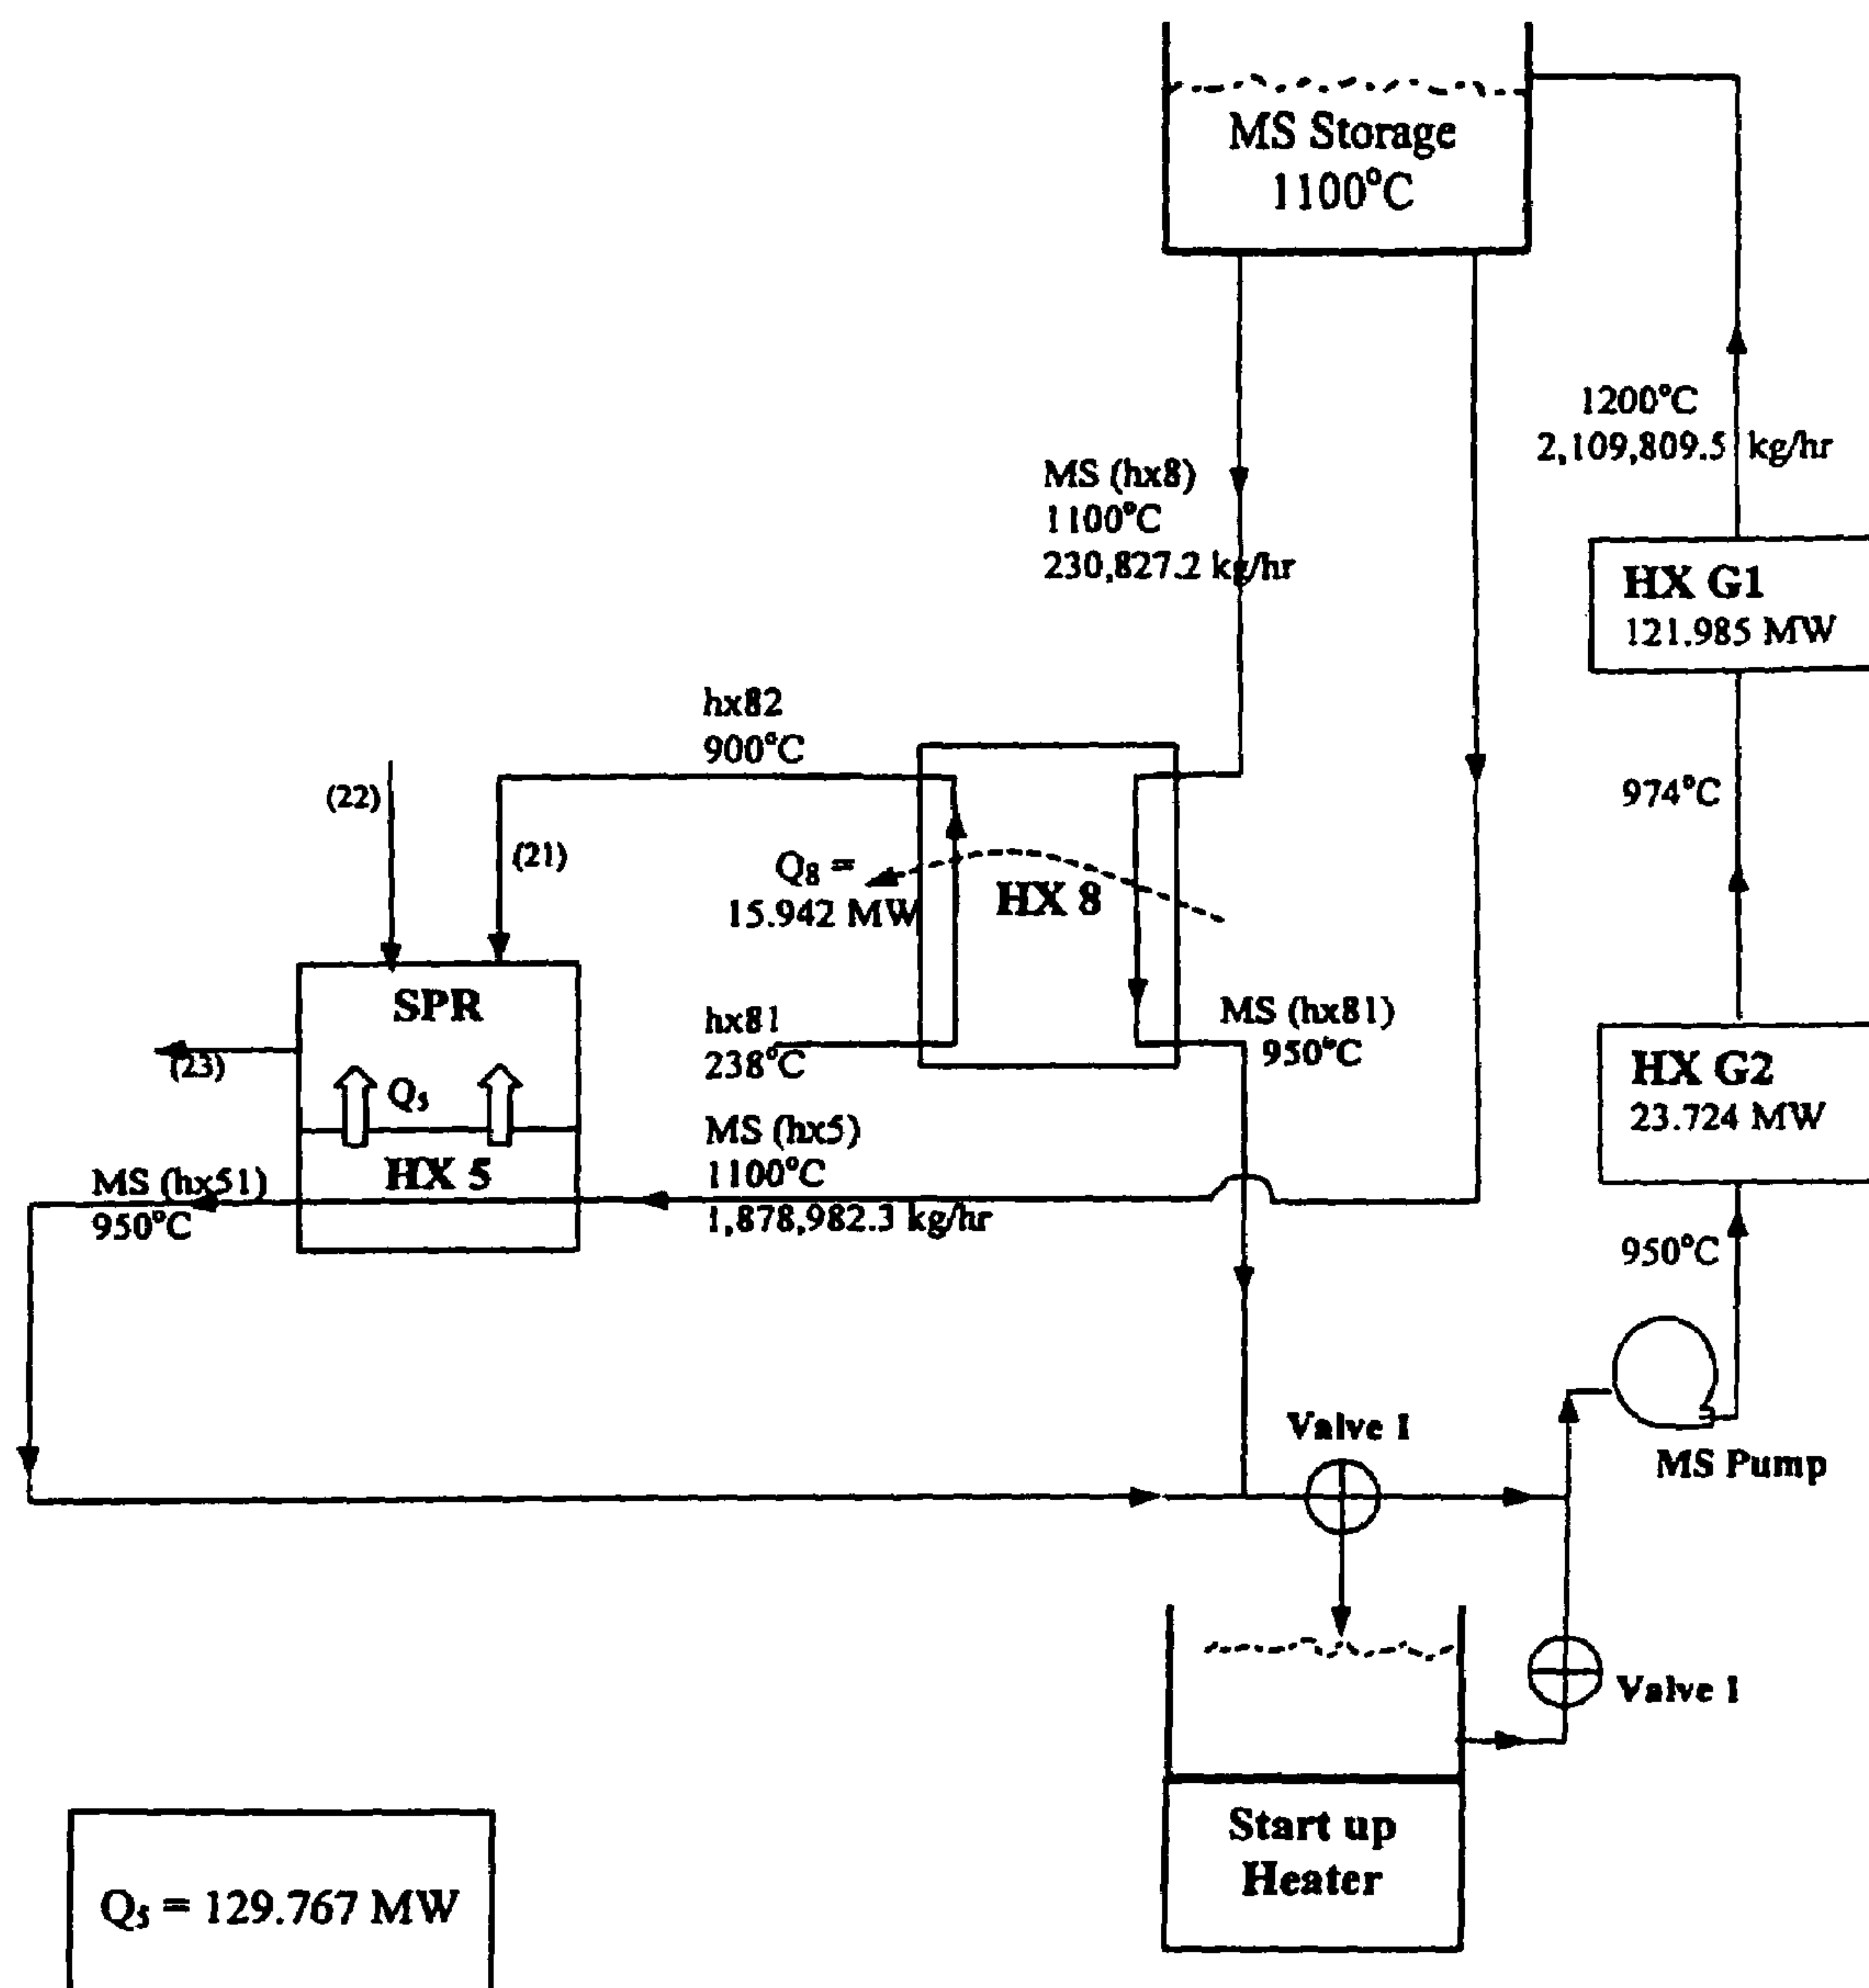 MS Storage
1100°C
1200°C
2,109,809.5 kg/hr
MS (hx8)
1100°C
230,827.2 kg/hr
HX G1
121.985 MW
hx82
900°C
(22)
(21)
974°C
Q8 =
15.942 MW
HX 8
SPR
hx81
238°C
MS (hx81)
950°C
HX G2
23.724 MW
(23)
Q5
MS (hx5)
1100°C
1,878,982.3 kg/hr
HX 5
MS (hx51)
950°C
950°C
Valve 1
MS Pump
Valve 1
Start up
Heater
Q5 = 129.767 MW